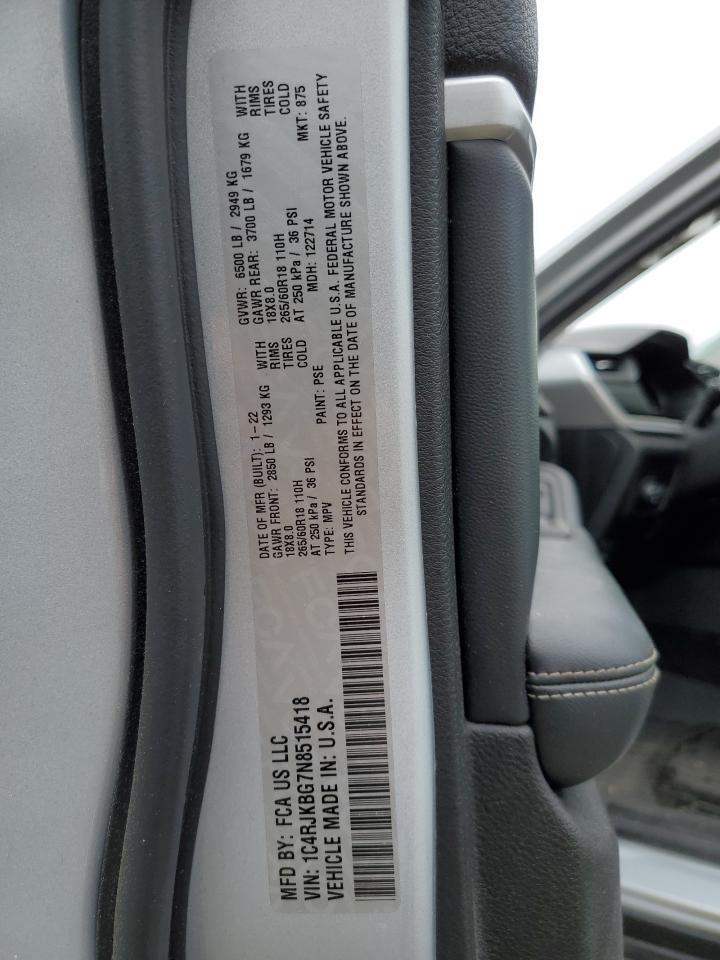 MFD BY: FCA US LLC
VIN: 1C4RJKBG7N8515418
VEHICLE MADE IN: U.S.A.
DATE OF MFR (BUILT): 1-22 GVWR: 6500 LB / 2949 KG
GAWR FRONT: 2850 LB / 1293 KG WITH GAWR REAR: 3700 LB / 1679 KG WITH
18X8.0 RIMS 18X8.0 RIMS
265/60R18 110H TIRES 265/60R18 110H TIRES
AT 250 kPa / 36 PSI COLD AT 250 kPa / 36 PSI COLD
TYPE: MPV PAINT: PSE MDH: 122714 MKT: 875
THIS VEHICLE CONFORMS TO ALL APPLICABLE U.S.A. FEDERAL MOTOR VEHICLE SAFETY
STANDARDS IN EFFECT ON THE DATE OF MANUFACTURE SHOWN ABOVE.